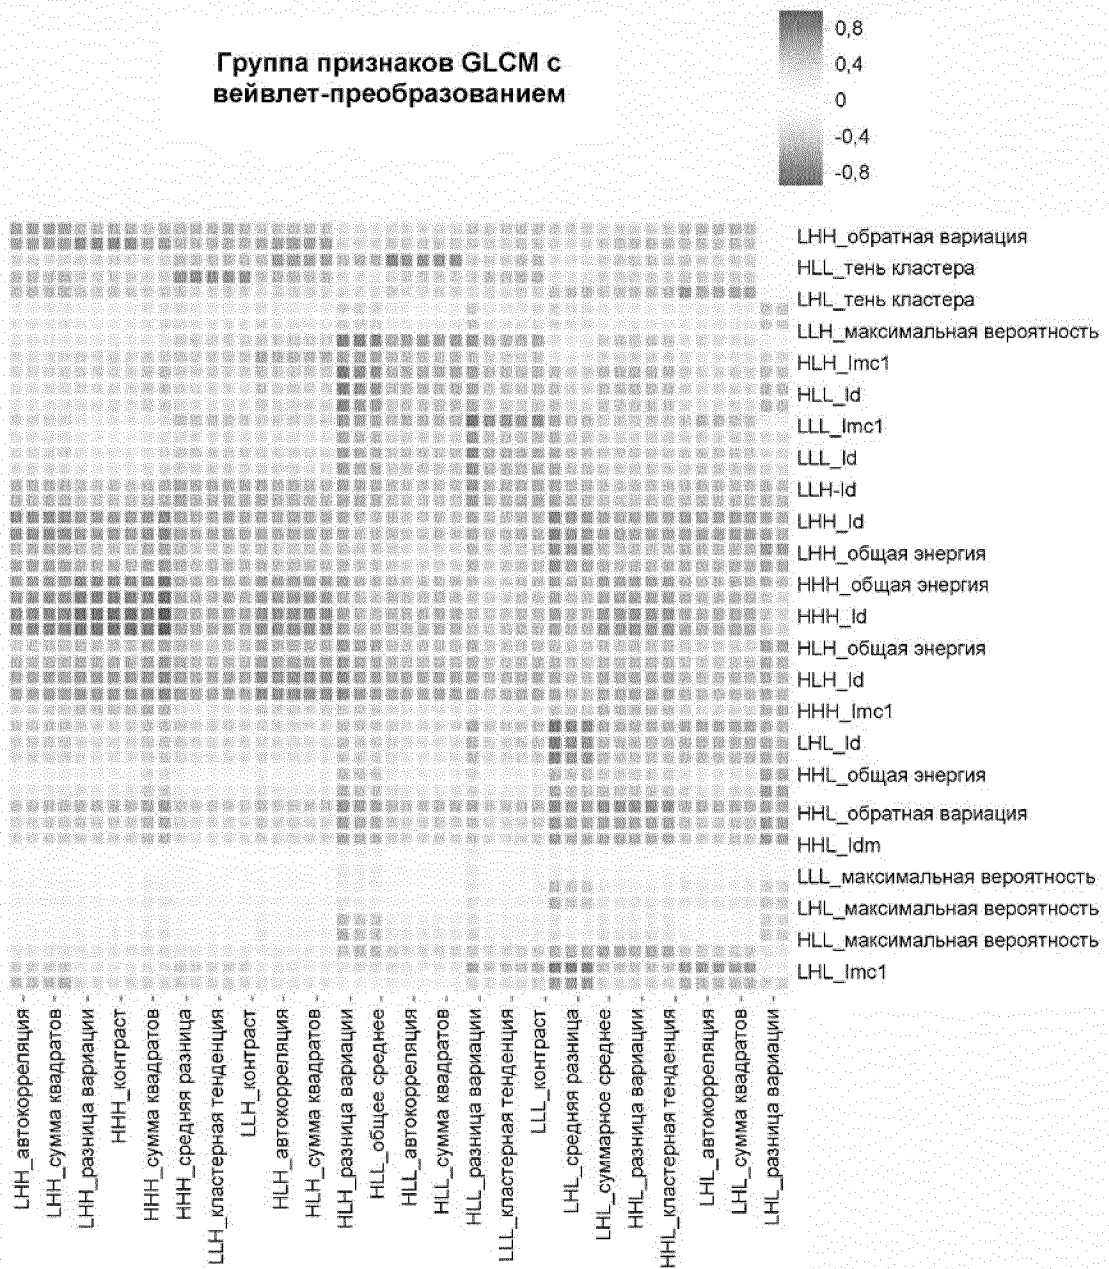 Группа признаков GLCM с
вейвлет-преобразованием
0,8
0,4
0
-0,4
-0,8
LHH_обратная вариация
HLL_тень кластера
LHL_тень кластера
LLH_максимальная вероятность
HLH_Imc1
HLL_Id
LLL_Imc1
LLL_Id
LLH-Id
LHH_Id
LHH_общая энергия
HHH_общая энергия
HHH_Id
HLH_общая энергия
HLH_Id
HHH_Imc1
LHL_Id
HHL_общая энергия
HHL_обратная вариация
HHL_Idm
LLL_максимальная вероятность
LHL_максимальная вероятность
HLL_максимальная вероятность
LHL_Imc1
LHH_автокорреляция
LHH_сумма квадратов
LHH_разница вариации
HHH_контраст
HHH_сумма квадратов
HHH_средняя разница
LLH_кластерная тенденция
LLH_контраст
HLH_автокорреляция
HLH_сумма квадратов
HLH_разница вариации
HLL_общее среднее
HLL_автокорреляция
HLL_сумма квадратов
HLL_разница вариации
LLL_кластерная тенденция
LLL_контраст
LHL_средняя разница
LHL_суммарное среднее
HHL_разница вариации
HHL_кластерная тенденция
LHL_автокорреляция
LHL_сумма квадратов
LHL_разница вариации